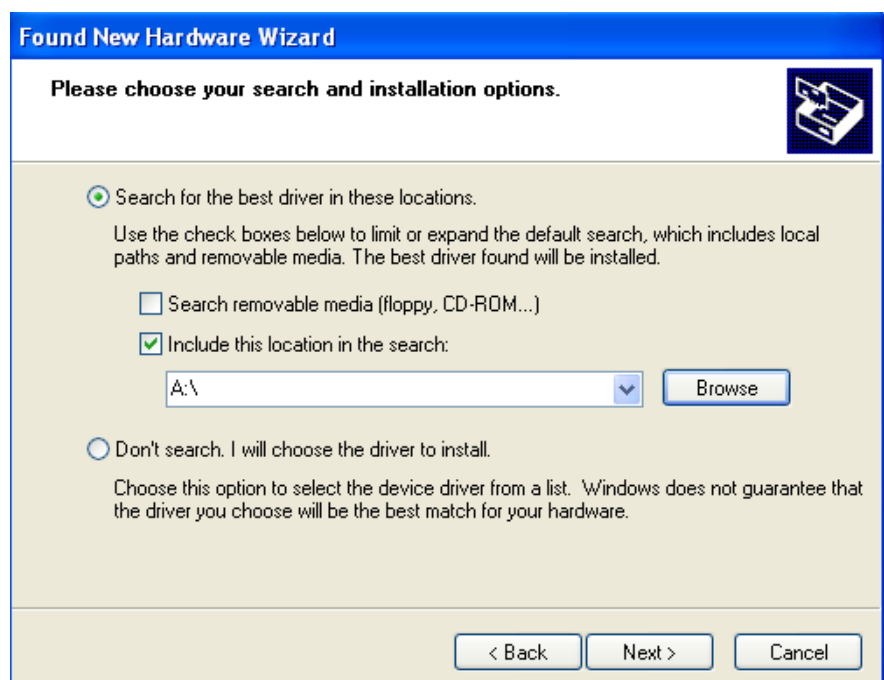 Found New Hardware Wizard
Please choose your search and installation options.
Search for the best driver in these locations.
Use the check boxes below to limit or expand the default search, which includes local
paths and removable media. The best driver found will be installed.
Search removable media (floppy, CD-ROM...)
Include this location in the search:
A:\
Browse
Don't search. I will choose the driver to install.
Choose this option to select the device driver from a list. Windows does not guarantee that
the driver you choose will be the best match for your hardware.
< Back
Next >
Cancel